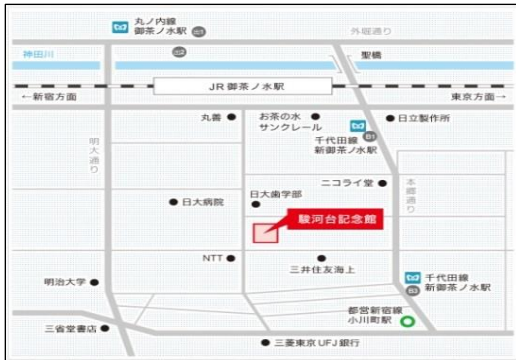 丸ノ内線
御茶ノ水駅
外堀通り
神田川
聖橋
JR御茶ノ水駅
←新宿方面
東京方面→
丸善
お茶の水
サンクレール
日立製作所
B1
千代田線
新御茶ノ水駅
明大通り
本郷通り
ニコライ堂
日大歯学部
日大病院
駿河台記念館
NTT
三井住友海上
明治大学
千代田線
新御茶ノ水駅
B3
都営新宿線
小川町駅
三省堂書店
三菱東京UFJ銀行